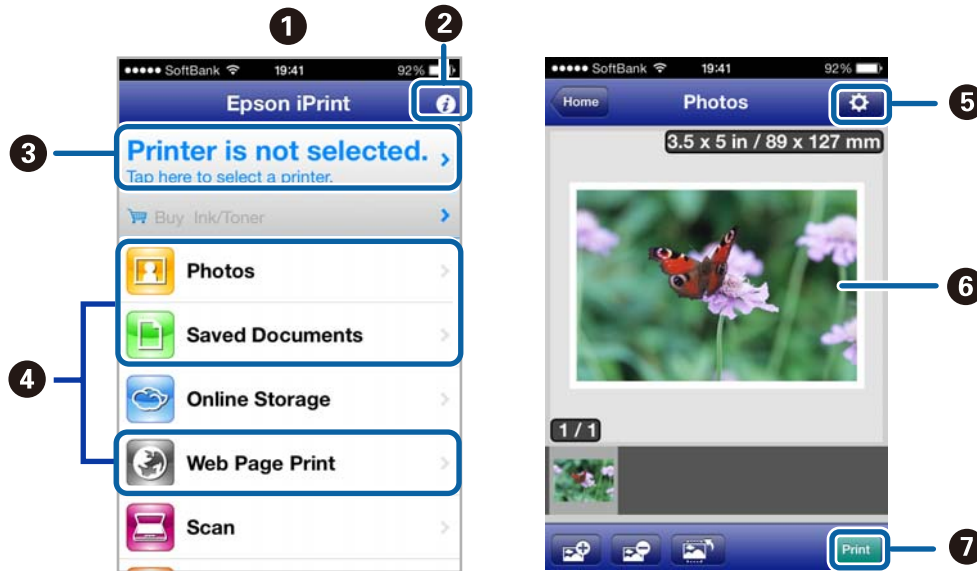 1
2
●●●●● SoftBank 19:41 92%
Epson iPrint
3
Printer is not selected.
Tap here to select a printer.
Buy Ink/Toner
4
Photos
Saved Documents
Online Storage
Web Page Print
Scan
●●●●● SoftBank 19:41 92%
Home
Photos
5
3.5 x 5 in / 89 x 127 mm
6
1 / 1
Print
7